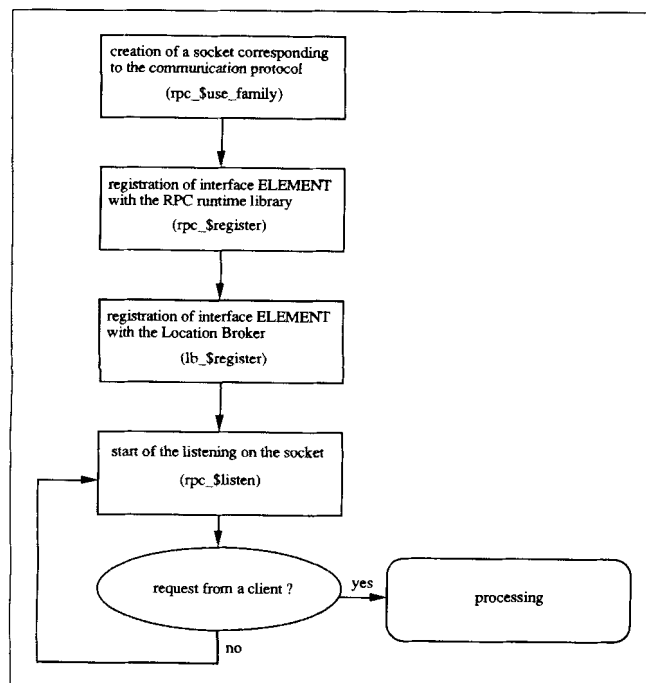 creation of a socket corresponding
to the communication protocol
(rpc_$use_family)
registration of interface ELEMENT
with the RPC runtime library
(rpc_$register)
registration of interface ELEMENT
with the Location Broker
(lb_$register)
start of the listening on the socket
(rpc_$listen)
request from a client ?
yes
processing
no